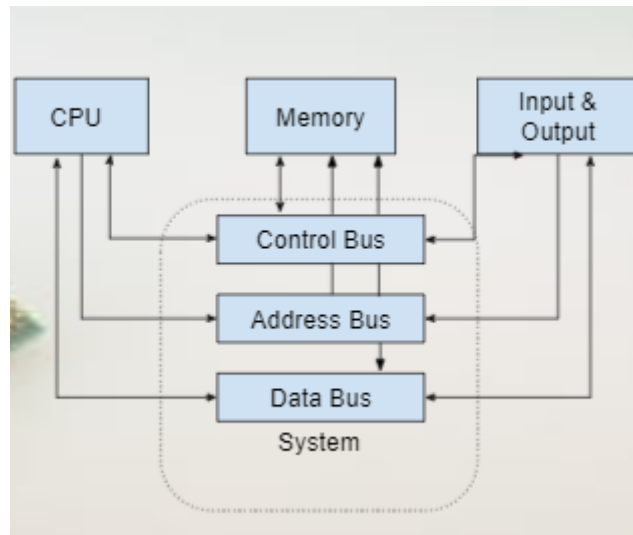 CPU
Memory
Input &
Output
Control Bus
Address Bus
Data Bus
System